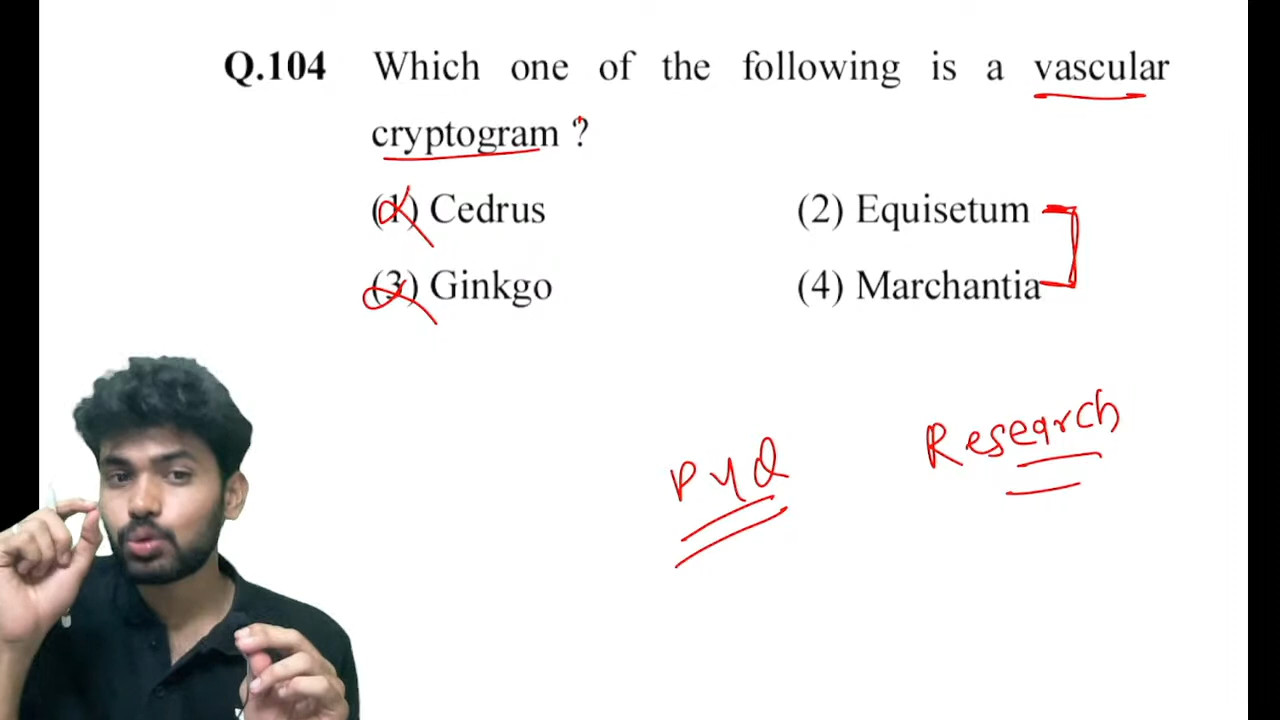 Q.104 Which one of the following is a vascular
cryptogram ?
(1) Cedrus (2) Equisetum
(3) Ginkgo (4) Marchantia
Research
PYQ